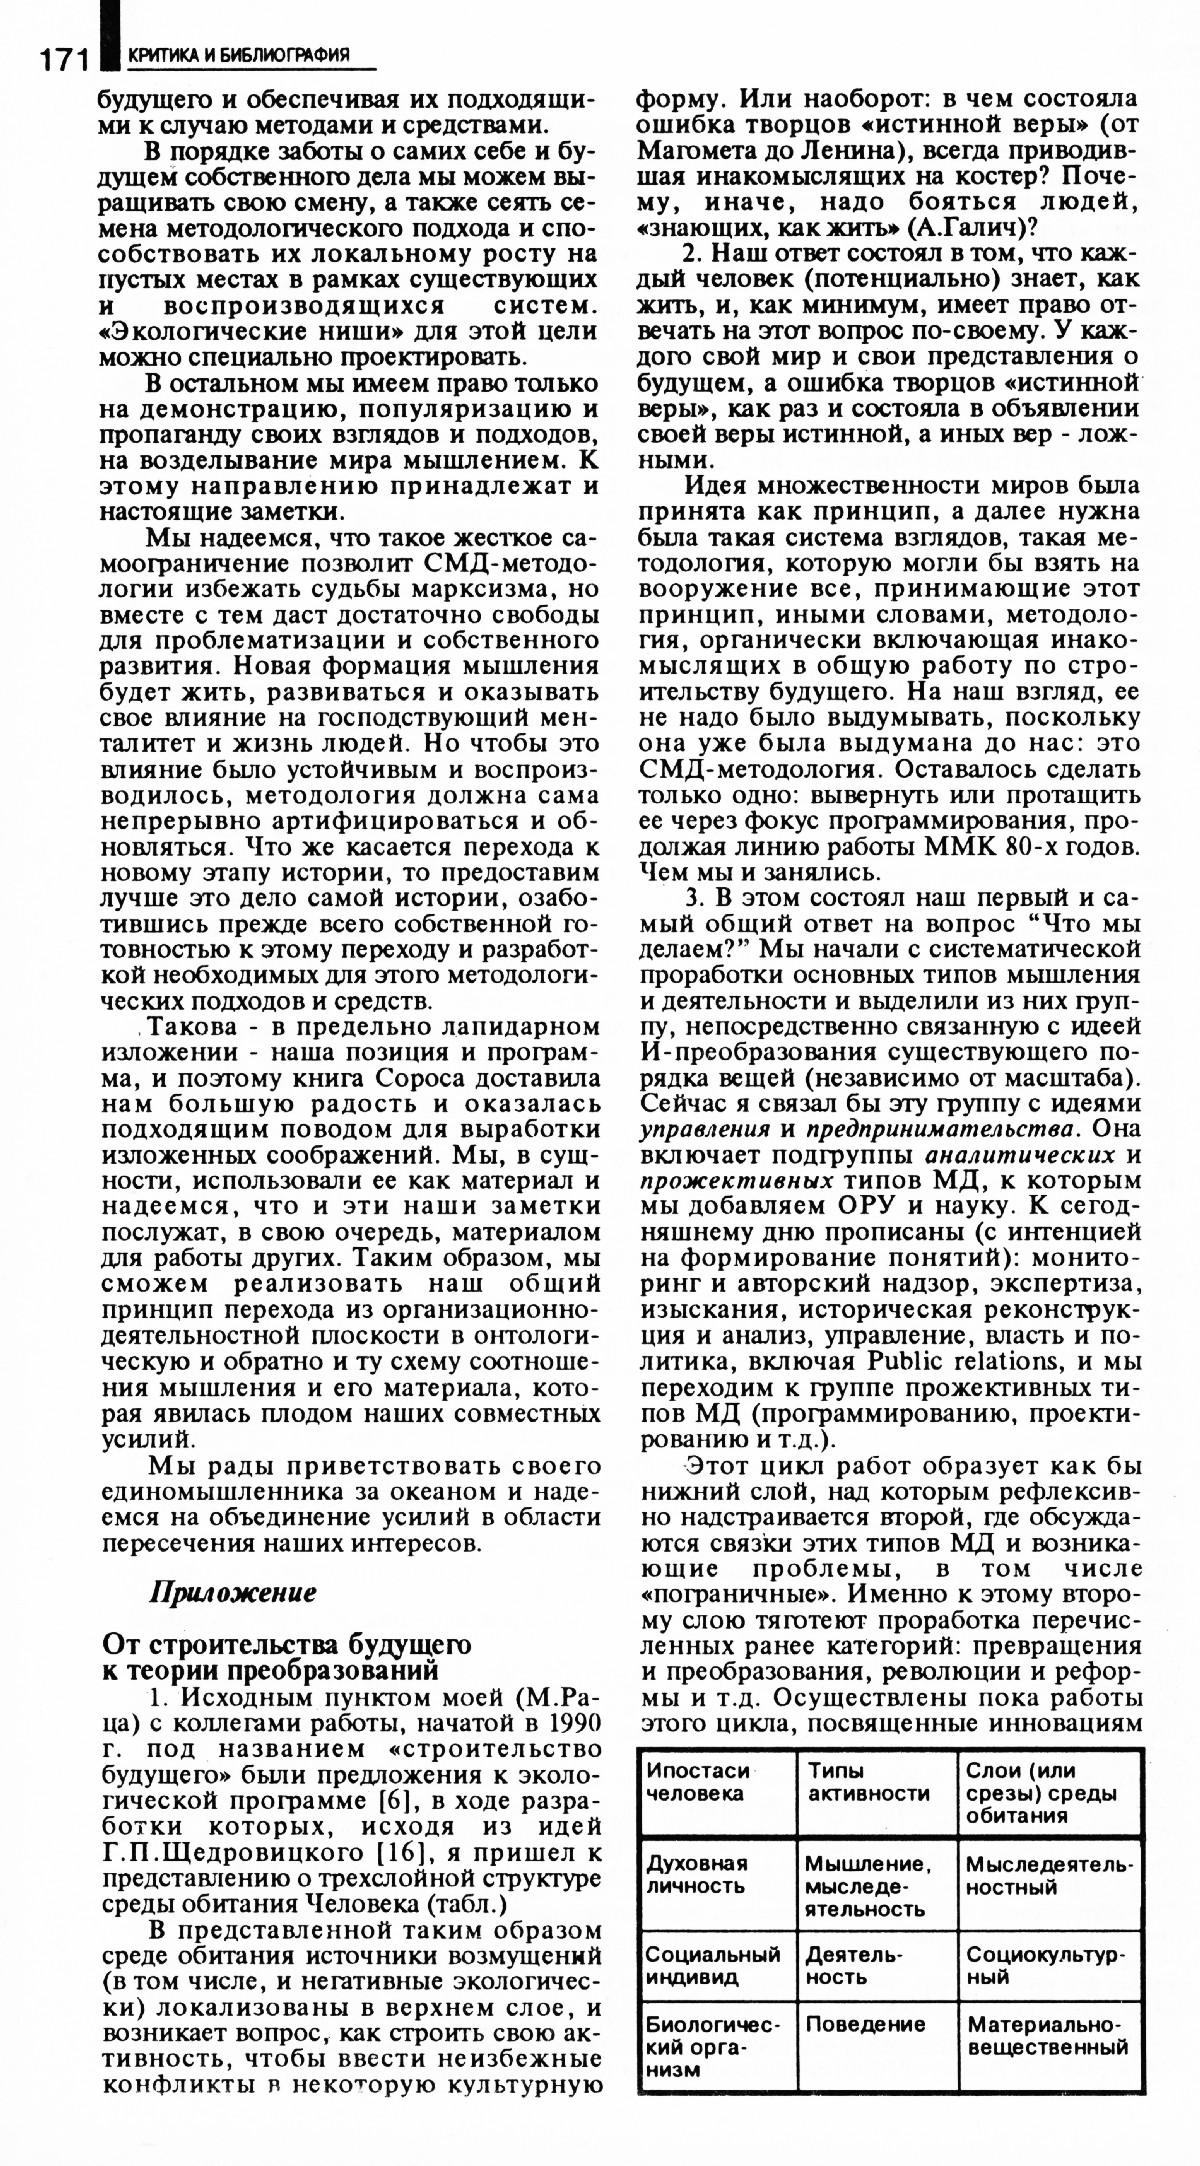 171
КРИТИКА И БИБЛИОГРАФИЯ
будущего и обеспечивая их подходящи-
ми к случаю методами и средствами.
В порядке заботы о самих себе и бу-
дущем собственного дела мы можем вы-
ращивать свою смену, а также сеять се-
мена методологического подхода и спо-
собствовать их локальному росту на
пустых местах в рамках существующих
и воспроизводящихся систем.
«Экологические ниши» для этой цели
можно специально проектировать.
В остальном мы имеем право только
на демонстрацию, популяризацию и
пропаганду своих взглядов и подходов,
на возделывание мира мышлением. К
этому направлению принадлежат и
настоящие заметки.
Мы надеемся, что такое жесткое са-
моограничение позволит СМД-методо-
логии избежать судьбы марксизма, но
вместе с тем даст достаточно свободы
для проблематизации и собственного
развития. Новая формация мышления
будет жить, развиваться и оказывать
свое влияние на господствующий мен-
талитет и жизнь людей. Но чтобы это
влияние было устойчивым и воспроиз-
водилось, методология должна сама
непрерывно артифицироваться и об-
новляться. Что же касается перехода к
новому этапу истории, то предоставим
лучше это дело самой истории, озабо-
тившись прежде всего собственной го-
товностью к этому переходу и разработ-
кой необходимых для этого методологи-
ческих подходов и средств.
Такова - в предельно лапидарном
изложении - наша позиция и програм-
ма, и поэтому книга Сороса доставила
нам большую радость и оказалась
подходящим поводом для выработки
изложенных соображений. Мы, в сущ-
ности, использовали ее как материал и
надеемся, что и эти наши заметки
послужат, в свою очередь, материалом
для работы других. Таким образом, мы
сможем реализовать наш общий
принцип перехода из организационно-
деятельностной плоскости в онтологи-
ческую и обратно и ту схему соотноше-
ния мышления и его материала, кото-
рая явилась плодом наших совместных
усилий.
Мы рады приветствовать своего
единомышленника за океаном и наде-
емся на объединение усилий в области
пересечения наших интересов.
Приложение
От строительства будущего
к теории преобразований
1. Исходным пунктом моей (М.Ра-
ца) с коллегами работы, начатой в 1990
г. под названием «строительство
будущего» были предложения к эколо-
гической программе [6], в ходе разра-
ботки которых, исходя из идей
Г.П.Щедровицкого [16], я пришел к
представлению о трехслойной структуре
среды обитания Человека (табл.)
В представленной таким образом
среде обитания источники возмущений
(в том числе, и негативные экологичес-
ки) локализованы в верхнем слое, и
возникает вопрос, как строить свою ак-
тивность, чтобы ввести неизбежные
конфликты в некоторую культурную
форму. Или наоборот: в чем состояла
ошибка творцов «истинной веры» (от
Магомета до Ленина), всегда приводив-
шая инакомыслящих на костер? Поче-
му, иначе, надо бояться людей,
«знающих, как жить» (А.Галич)?
2. Наш ответ состоял в том, что каж-
дый человек (потенциально) знает, как
жить, и, как минимум, имеет право от-
вечать на этот вопрос по-своему. У каж-
дого свой мир и свои представления о
будущем, а ошибка творцов «истинной
веры», как раз и состояла в объявлении
своей веры истинной, а иных вер - лож-
ными.
Идея множественности миров была
принята как принцип, а далее нужна
была такая система взглядов, такая ме-
тодология, которую могли бы взять на
вооружение все, принимающие этот
принцип, иными словами, методоло-
гия, органически включающая инако-
мыслящих в общую работу по стро-
ительству будущего. На наш взгляд, ее
не надо было выдумывать, поскольку
она уже была выдумана до нас: это
СМД-методология. Оставалось сделать
только одно: вывернуть или протащить
ее через фокус программирования, про-
должая линию работы ММК 80-х годов.
Чем мы и занялись.
3. В этом состоял наш первый и са-
мый общий ответ на вопрос “Что мы
делаем?” Мы начали с систематической
проработки основных типов мышления
и деятельности и выделили из них груп-
пу, непосредственно связанную с идеей
И-преобразования существующего по-
рядка вещей (независимо от масштаба).
Сейчас я связал бы эту группу с идеями
управления и предпринимательства. Она
включает подгруппы аналитических и
прожективных типов МД, к которым
мы добавляем ОРУ и науку. К сегод-
няшнему дню прописаны (с интенцией
на формирование понятий): монито-
ринг и авторский надзор, экспертиза,
изыскания, историческая реконструк-
ция и анализ, управление, власть и по-
литика, включая Public relations, и мы
переходим к группе прожективных ти-
пов МД (программированию, проекти-
рованию и т.д.).
Этот цикл работ образует как бы
нижний слой, над которым рефлексив-
но надстраивается второй, где обсужда-
ются связки этих типов МД и возника-
ющие проблемы, в том числе
«пограничные». Именно к этому второ-
му слою тяготеют проработка перечис-
ленных ранее категорий: превращения
и преобразования, революции и рефор-
мы и т.д. Осуществлены пока работы
этого цикла, посвященные инновациям
Ипостаси
человека
Типы
активности
Слои (или
срезы) среды
обитания
Духовная
личность
Мышление,
мыследе-
ятельность
Мыследеятель-
ностный
Социальный
индивид
Деятель-
ность
Социокультур-
ный
Биологичес-
кий орга-
низм
Поведение
Материально-
вещественный